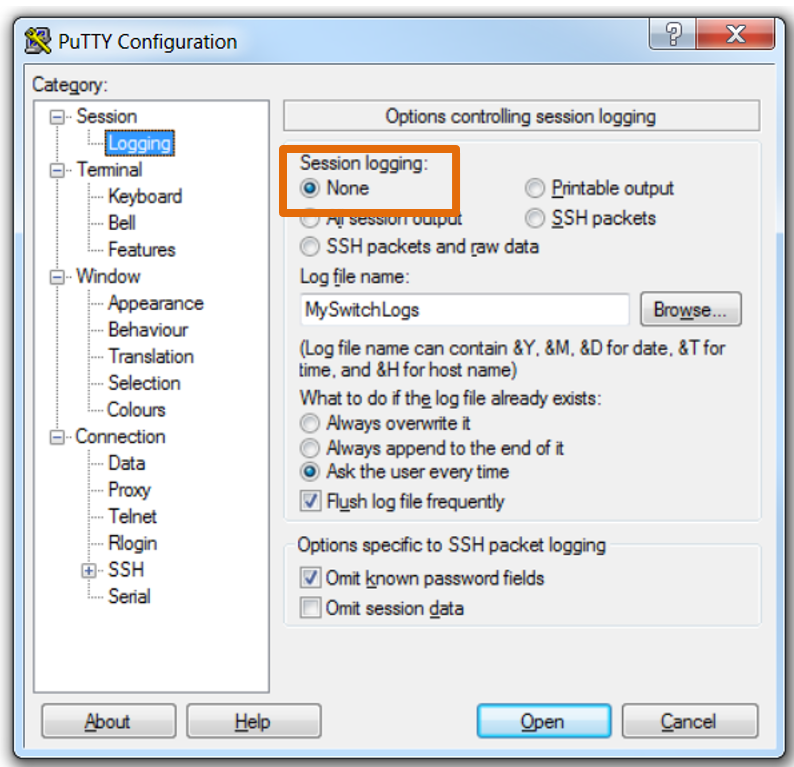 PuTTY Configuration
Category:
Session
Logging
Terminal
Keyboard
Bell
Features
Window
Appearance
Behaviour
Translation
Selection
Colours
Connection
Data
Proxy
Telnet
Rlogin
SSH
Serial
Options controlling session logging
Session logging:
None
Printable output
All session output
SSH packets
SSH packets and raw data
Log file name:
MySwitchLogs
Browse...
(Log file name can contain &Y, &M, &D for date, &T for
time, and &H for host name)
What to do if the log file already exists:
Always overwrite it
Always append to the end of it
Ask the user every time
Flush log file frequently
Options specific to SSH packet logging
Omit known password fields
Omit session data
About
Help
Open
Cancel